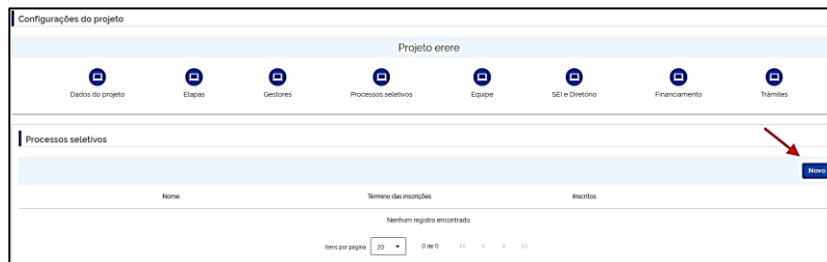 Configurações do projeto
Projeto erere
Dados do projeto Etapas Gestores Processos seletivos Equipe SEI e Diretório Financiamento Trâmites
Processos seletivos
Novo
Nome Término das inscrições Inscritos
Nenhum registro encontrado
Itens por página: 20 0 de 0